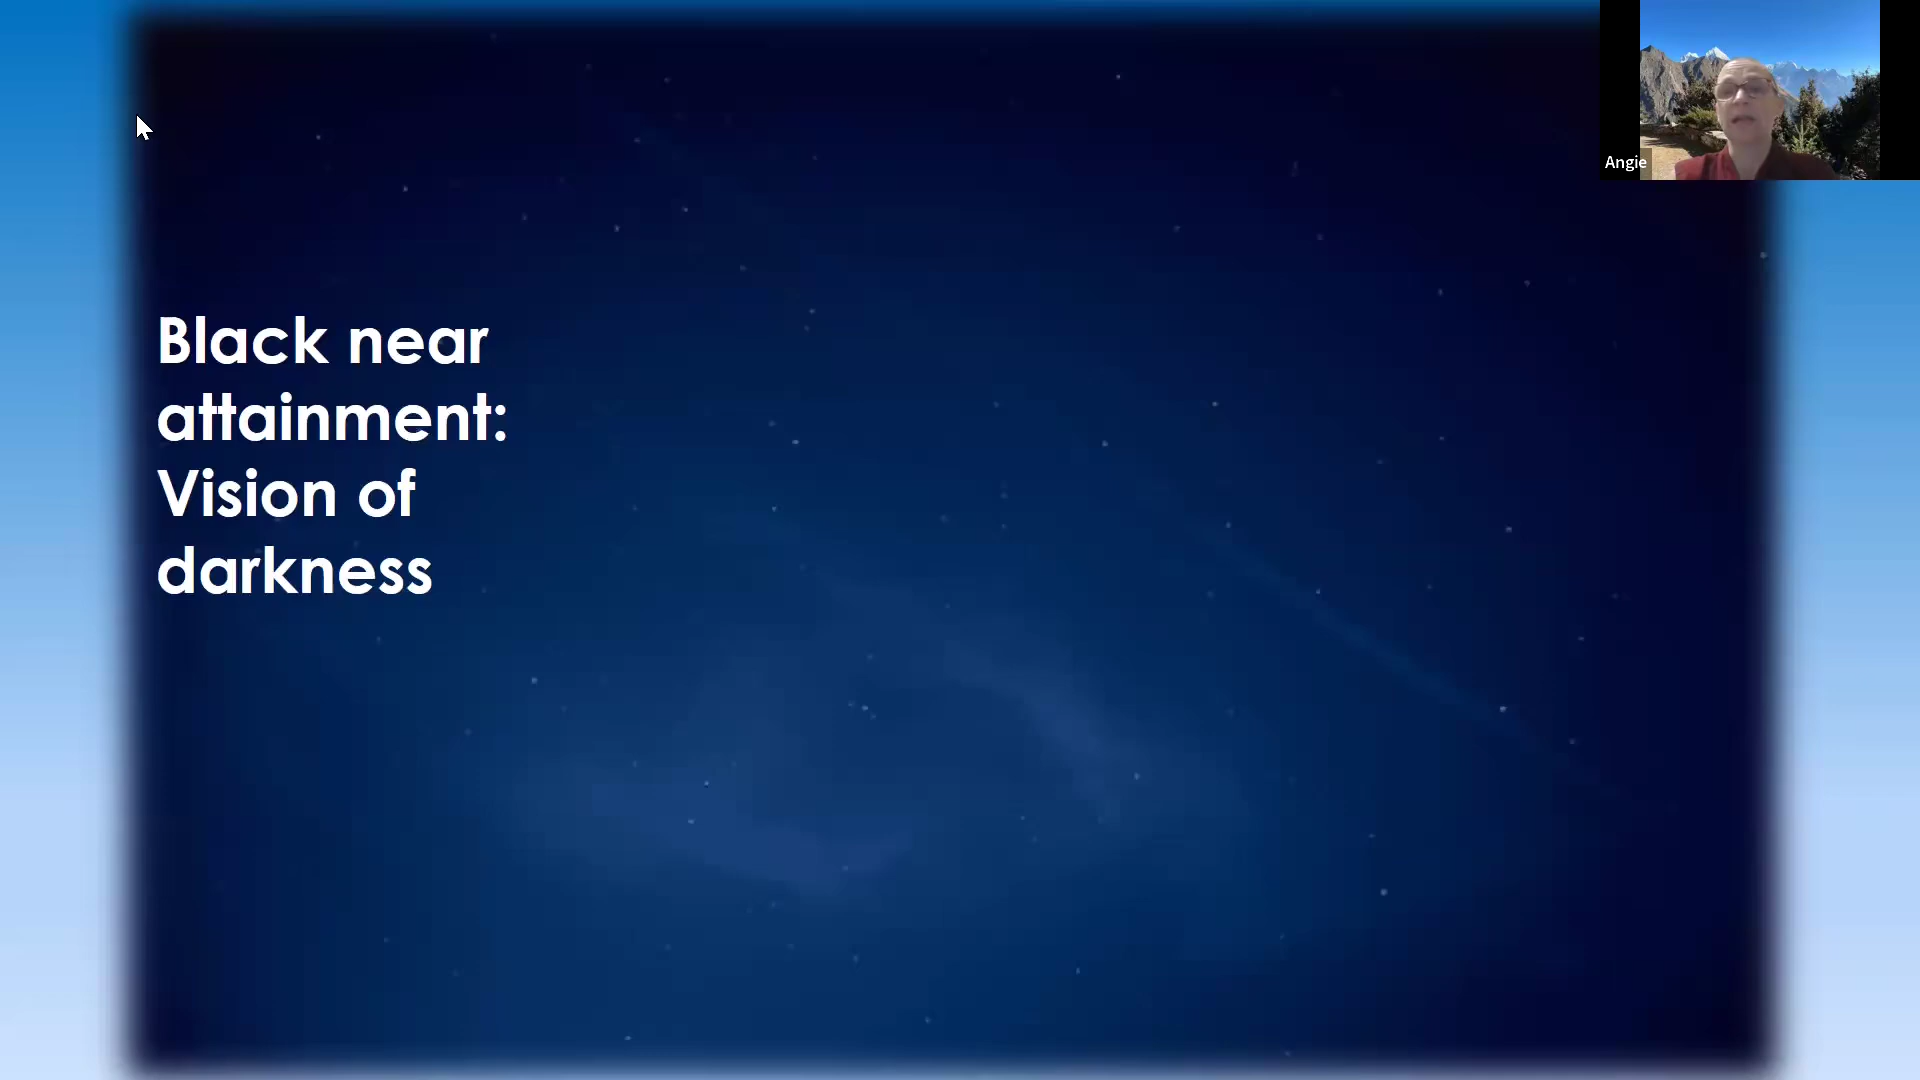 Black near
attainment:
Vision of
darkness
Angie